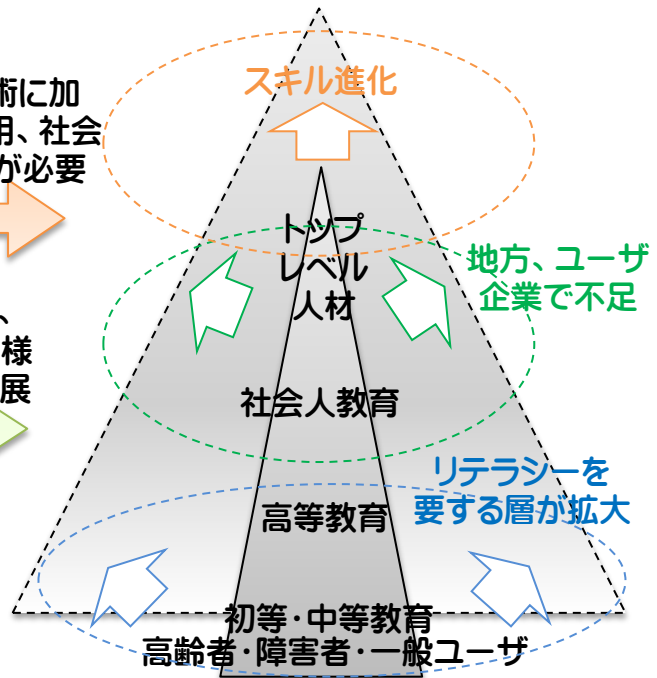 スキル進化
術に加
用、社会
が必要
トップ
レベル
人材
地方、ユーザ
企業で不足
、
様
展
社会人教育
リテラシーを
要する層が拡大
高等教育
初等・中等教育
高齢者・障害者・一般ユーザ